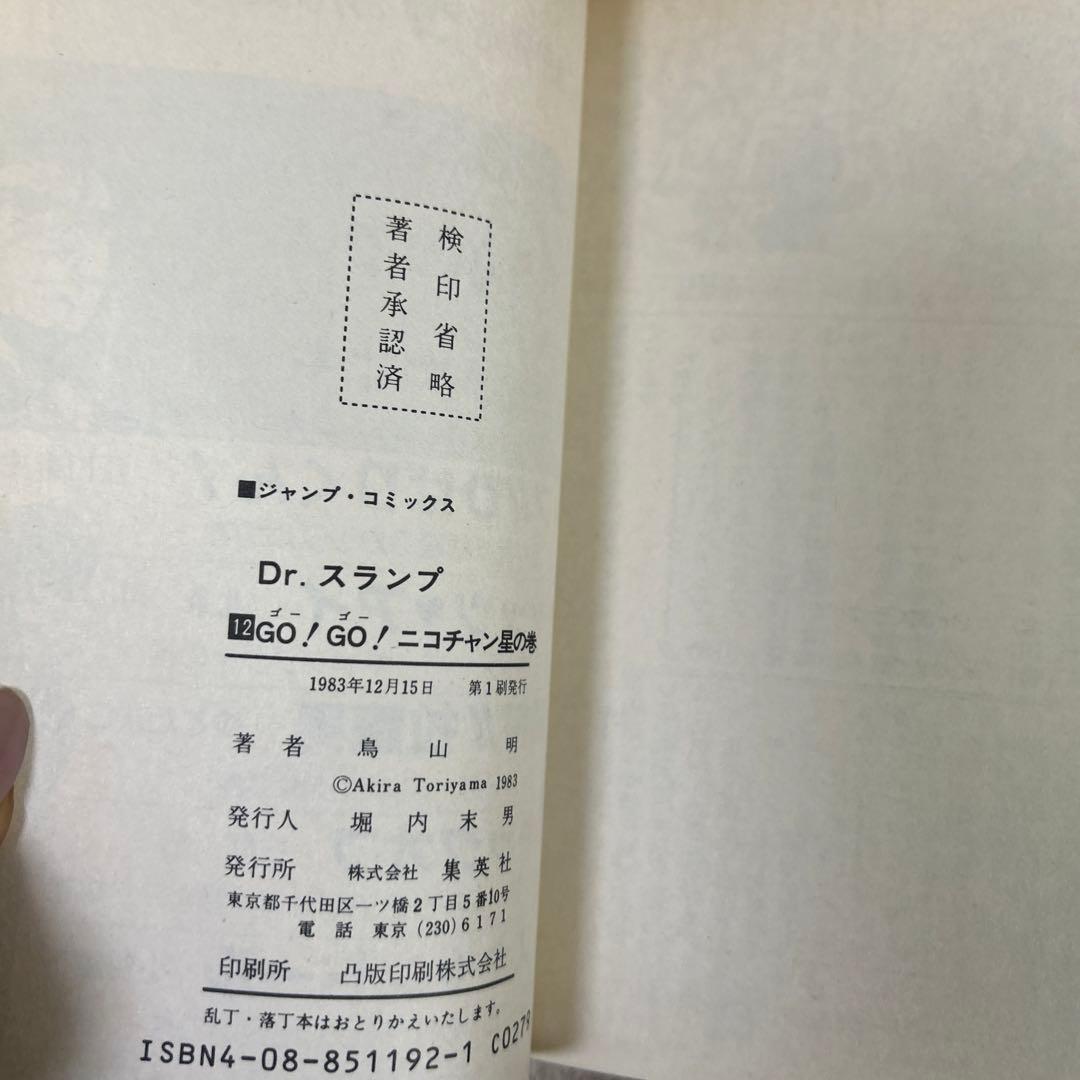 検印省略
著者承認済
■ジャンプ・コミックス
Dr.スランプ
ゴー ゴー
12 GO! GO! ニコチャン星の巻
1983年12月15日 第1刷発行
著者 鳥山 明
©Akira Toriyama 1983
発行人 堀内末男
発行所 株式会社 集英社
東京都千代田区一ツ橋2丁目5番10号
電話 東京(230)6171
印刷所 凸版印刷株式会社
乱丁・落丁本はおとりかえいたします。
ISBN4-08-851192-1 C0279